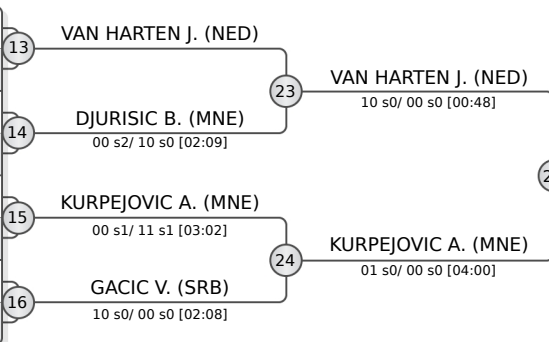 VAN HARTEN J. (NED)
13
VAN HARTEN J. (NED)
23
10 s0/ 00 s0 [00:48]
DJURISIC B. (MNE)
14
00 s2/ 10 s0 [02:09]
KURPEJOVIC A. (MNE)
15
00 s1/ 11 s1 [03:02]
KURPEJOVIC A. (MNE)
24
01 s0/ 00 s0 [04:00]
GACIC V. (SRB)
16
10 s0/ 00 s0 [02:08]